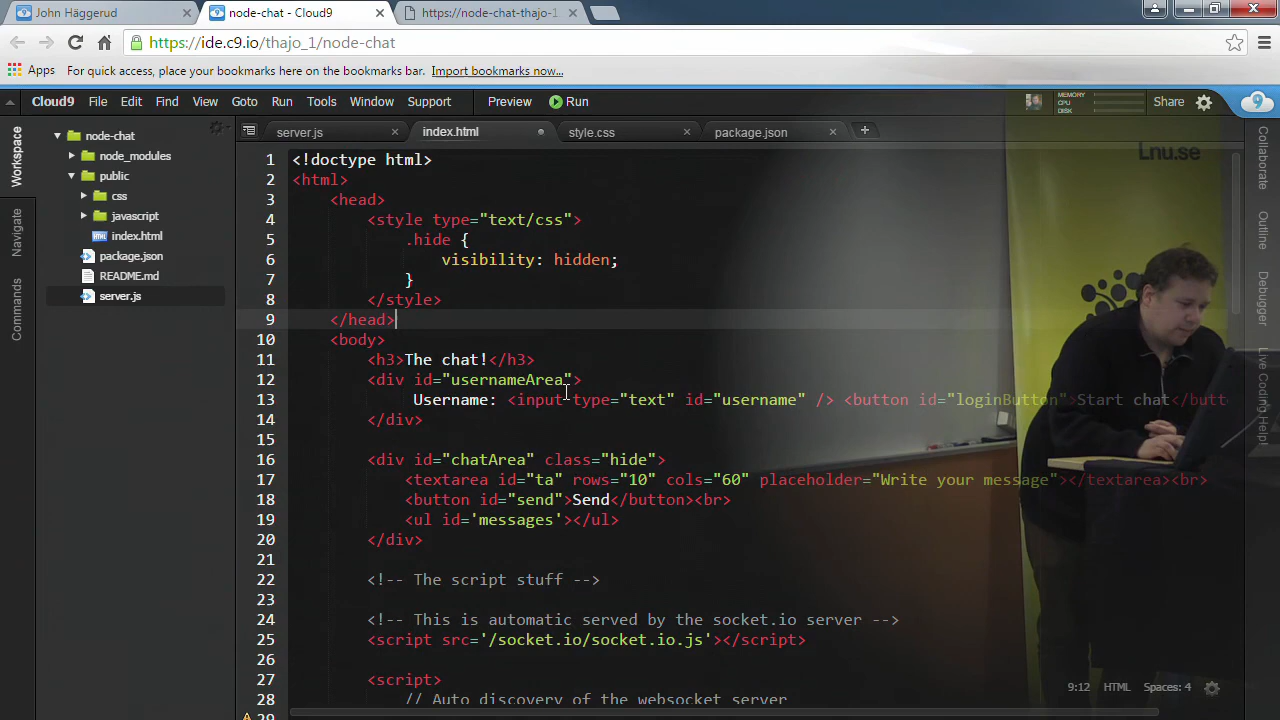 John Häggerud
node-chat - Cloud9
https://node-chat-thajo-1
https://ide.c9.io/thajo_1/node-chat
Apps
For quick access, place your bookmarks here on the bookmarks bar. Import bookmarks now...
Cloud9 File Edit Find View Goto Run Tools Window Support Preview Run
MEMORY
CPU
DISK
Share
Workspace
Navigate
Commands
node-chat
node_modules
public
css
javascript
index.html
package.json
README.md
server.js
server.js
index.html
style.css
package.json
Lnu.se
Collaborate
Outline
Debugger
Live Coding Help!
1 <!doctype html>
2 <html>
3 <head>
4 <style type="text/css">
5 .hide {
6 visibility: hidden;
7 }
8 </style>
9 </head>
10 <body>
11 <h3>The chat!</h3>
12 <div id="usernameArea">
13 Username: <input type="text" id="username" /> <button id="loginButton">Start chat</butt
14 </div>
15
16 <div id="chatArea" class="hide">
17 <textarea id="ta" rows="10" cols="60" placeholder="Write your message"></textarea><br>
18 <button id="send">Send</button><br>
19 <ul id='messages'></ul>
20 </div>
21
22 <!-- The script stuff -->
23
24 <!-- This is automatic served by the socket.io server -->
25 <script src='/socket.io/socket.io.js'></script>
26
27 <script>
28 // Auto discovery of the websocket server
29
9:12 HTML Spaces: 4